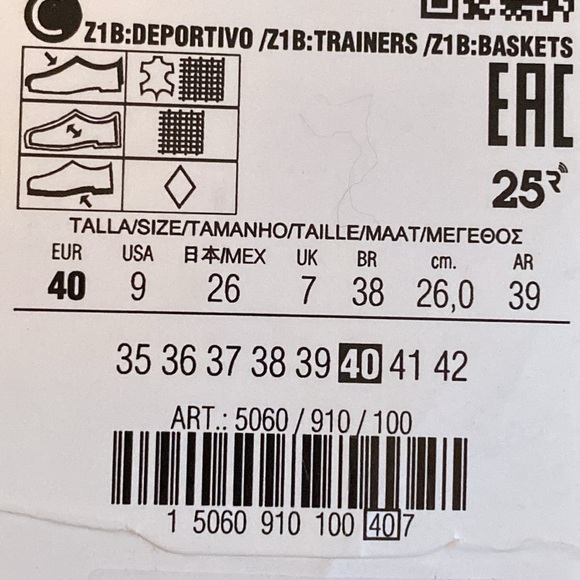 Z1B:DEPORTIVO /Z1B:TRAINERS /Z1B:BASKETS
EAC
25
TALLA/SIZE/TAMANHO/TAILLE/MAAT/ΜΕΓΕΘΟΣ
EUR USA 日本/MEX UK BR cm. AR
40 9 26 7 38 26,0 39
35 36 37 38 39 40 41 42
ART.: 5060 / 910 / 100
1 5060 910 100 40 7